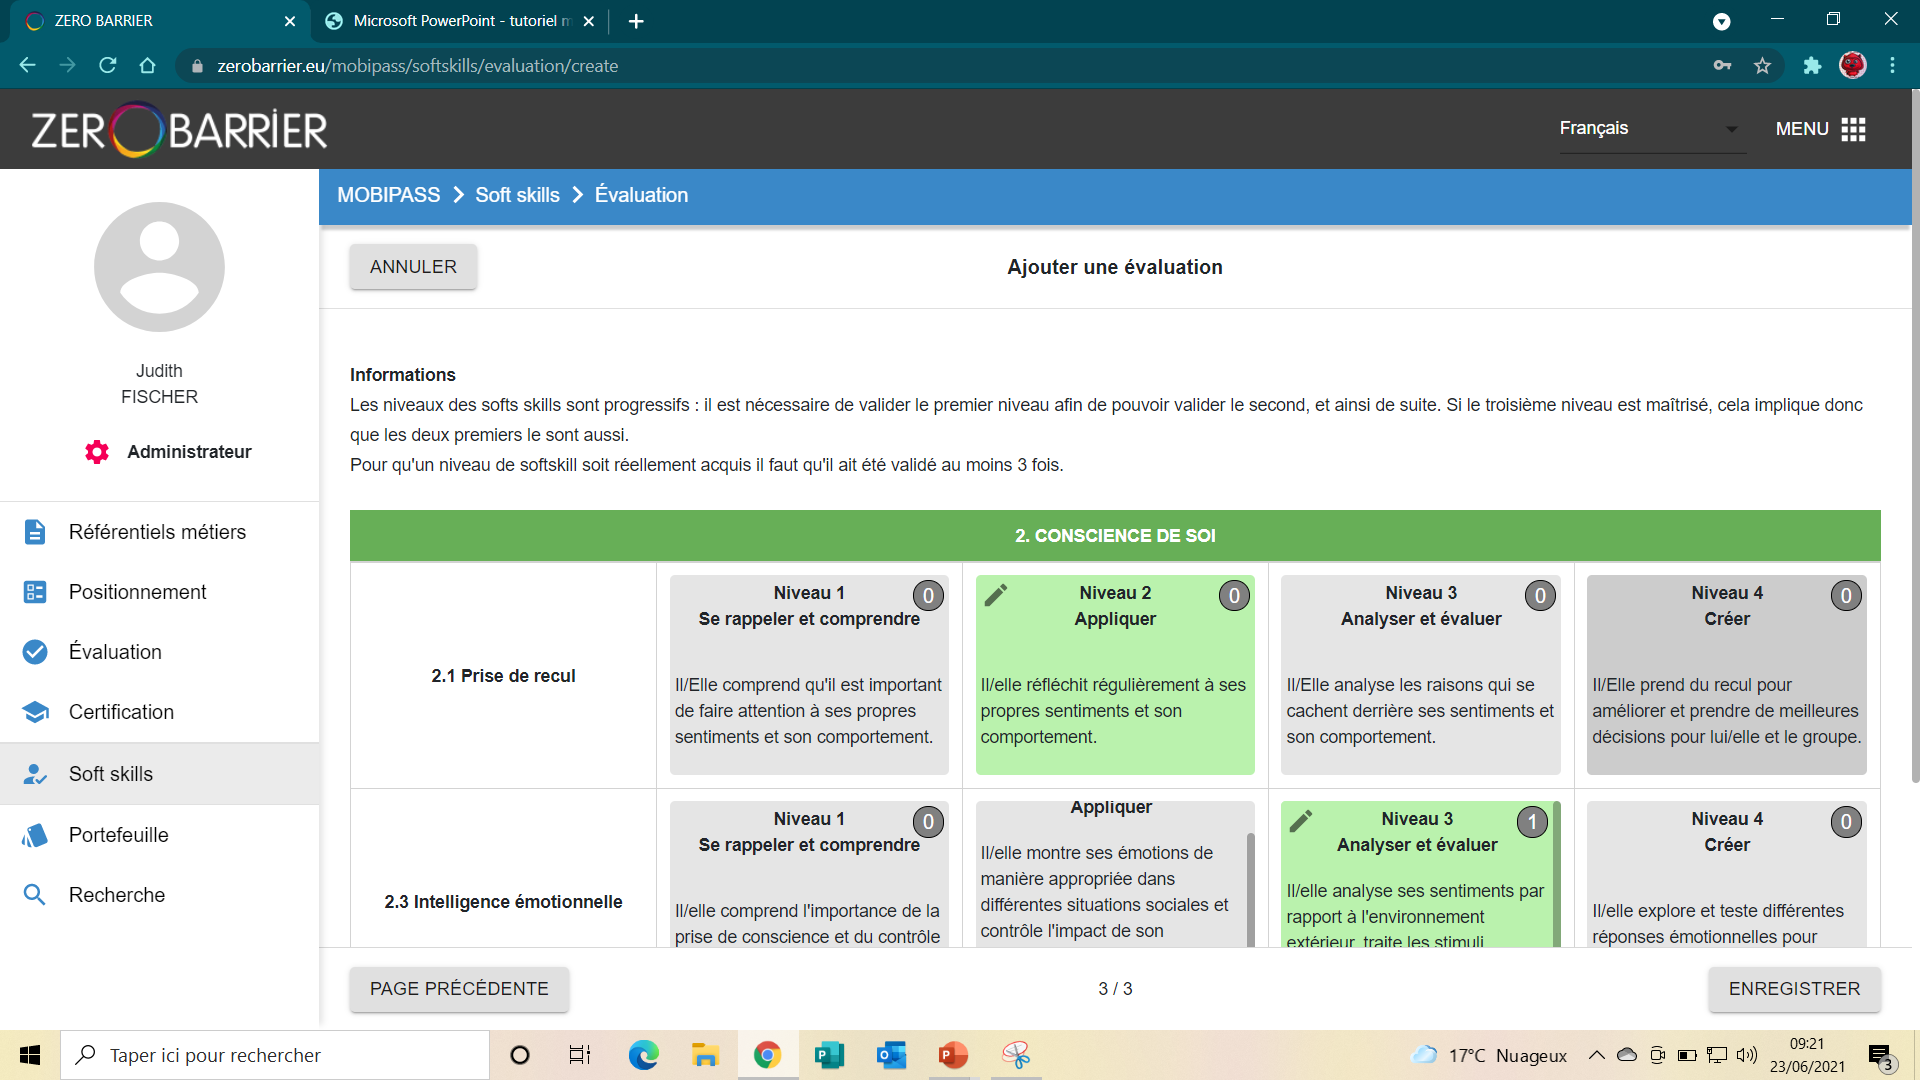 ZERO BARRIER
Microsoft PowerPoint - tutoriel m
zerobarrier.eu/mobipass/softskills/evaluation/create
ZEROBARRIER
Français
MENU
MOBIPASS
Soft skills
Évaluation
Judith
FISCHER
Administrateur
Référentiels métiers
Positionnement
Évaluation
Certification
Soft skills
Portefeuille
Recherche
ANNULER
Ajouter une évaluation
Informations
Les niveaux des softs skills sont progressifs : il est nécessaire de valider le premier niveau afin de pouvoir valider le second, et ainsi de suite. Si le troisième niveau est maîtrisé, cela implique donc
que les deux premiers le sont aussi.
Pour qu'un niveau de softskill soit réellement acquis il faut qu'il ait été validé au moins 3 fois.
2. CONSCIENCE DE SOI
2.1 Prise de recul
Niveau 1
0
Se rappeler et comprendre
Il/Elle comprend qu'il est important
de faire attention à ses propres
sentiments et son comportement.
Niveau 2
0
Appliquer
Il/elle réfléchit régulièrement à ses
propres sentiments et son
comportement.
Niveau 3
0
Analyser et évaluer
Il/Elle analyse les raisons qui se
cachent derrière ses sentiments et
son comportement.
Niveau 4
0
Créer
Il/Elle prend du recul pour
améliorer et prendre de meilleures
décisions pour lui/elle et le groupe.
2.3 Intelligence émotionnelle
Niveau 1
0
Se rappeler et comprendre
Il/elle comprend l'importance de la
prise de conscience et du contrôle
Appliquer
Il/elle montre ses émotions de
manière appropriée dans
différentes situations sociales et
contrôle l'impact de son
Niveau 3
1
Analyser et évaluer
Il/elle analyse ses sentiments par
rapport à l'environnement
extérieur, traite les stimuli
Niveau 4
0
Créer
Il/elle explore et teste différentes
réponses émotionnelles pour
PAGE PRÉCÉDENTE
3 / 3
ENREGISTRER
Taper ici pour rechercher
17°C Nuageux
09:21
23/06/2021
3